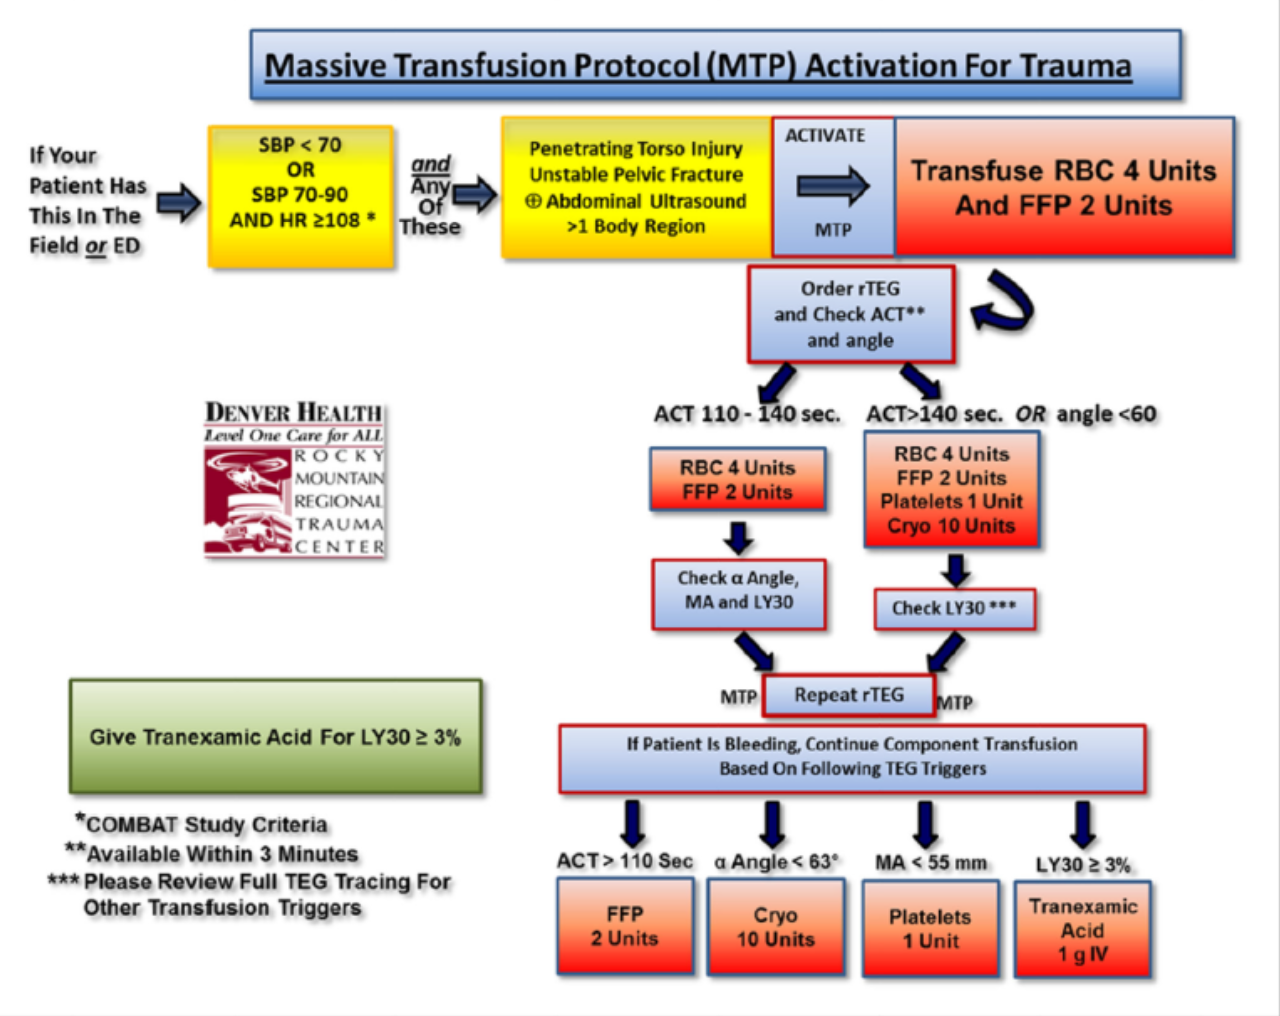 Massive Transfusion Protocol (MTP) Activation For Trauma
If Your
Patient Has
This In The
Field or ED
SBP < 70
OR
SBP 70-90
AND HR ≥108 *
and
Any
Of
These
Penetrating Torso Injury
Unstable Pelvic Fracture
⊕ Abdominal Ultrasound
>1 Body Region
ACTIVATE
MTP
Transfuse RBC 4 Units
And FFP 2 Units
Order rTEG
and Check ACT**
and angle
ACT 110 - 140 sec.
ACT>140 sec. OR angle <60
RBC 4 Units
FFP 2 Units
RBC 4 Units
FFP 2 Units
Platelets 1 Unit
Cryo 10 Units
Check α Angle,
MA and LY30
Check LY30 ***
MTP
Repeat rTEG
MTP
If Patient Is Bleeding, Continue Component Transfusion
Based On Following TEG Triggers
ACT > 110 Sec
FFP
2 Units
α Angle < 63°
Cryo
10 Units
MA < 55 mm
Platelets
1 Unit
LY30 ≥ 3%
Tranexamic
Acid
1 g IV
DENVER HEALTH
Level One Care for ALL
ROCKY
MOUNTAIN
REGIONAL
TRAUMA
CENTER
Give Tranexamic Acid For LY30 ≥ 3%
*COMBAT Study Criteria
**Available Within 3 Minutes
*** Please Review Full TEG Tracing For
Other Transfusion Triggers